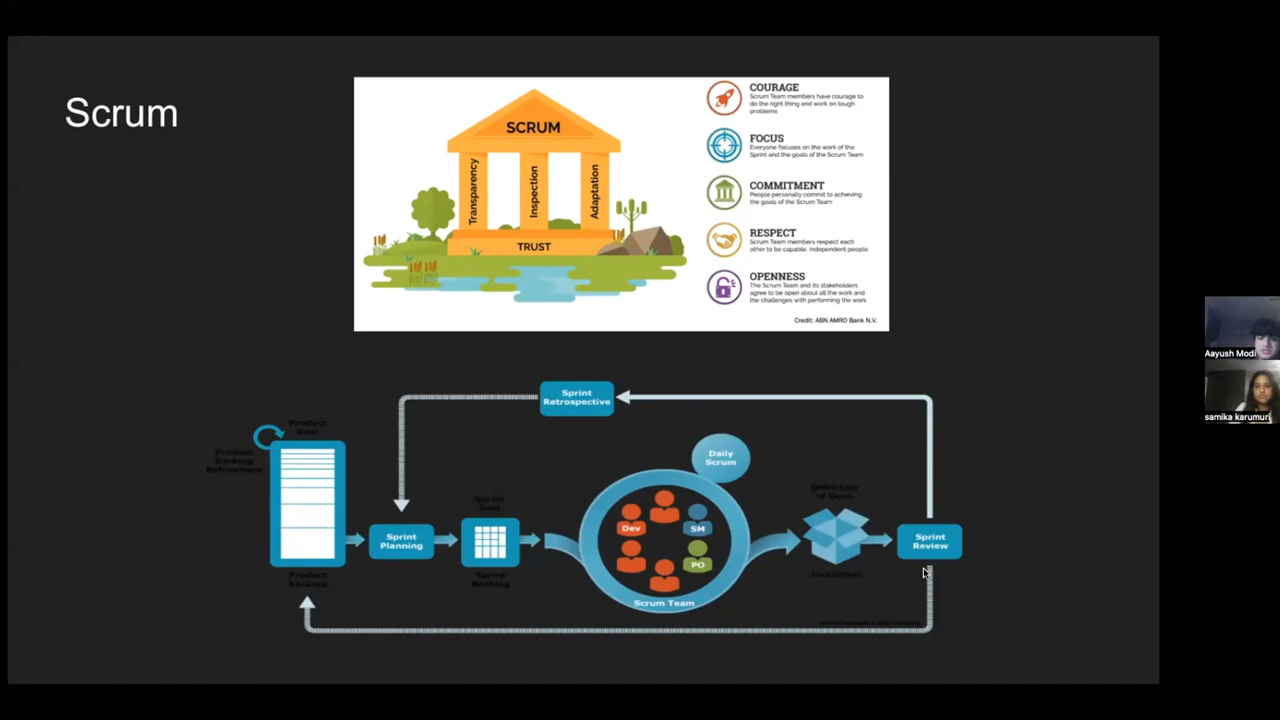 Scrum
SCRUM
Transparency
Inspection
Adaptation
TRUST
COURAGE
Scrum Team members have courage to
do the right thing and work on tough
problems
FOCUS
Everyone focuses on the work of the
Sprint and the goals of the Scrum Team
COMMITMENT
People personally commit to achieving
the goals of the Scrum Team
RESPECT
Scrum Team members respect each
other to be capable, independent people
OPENNESS
The Scrum Team and its stakeholders
agree to be open about all the work and
the challenges with performing the work
Credit: ABN AMRO Bank N.V.
Sprint
Retrospective
Product
Goal
Product
Backlog
Refinement
Daily
Scrum
Sprint
Goal
Definition
of Done
Sprint
Planning
Dev
SM
PO
Sprint
Review
Product
Backlog
Sprint
Backlog
Increment
Scrum Team
Aayush Modi
samika karumuri